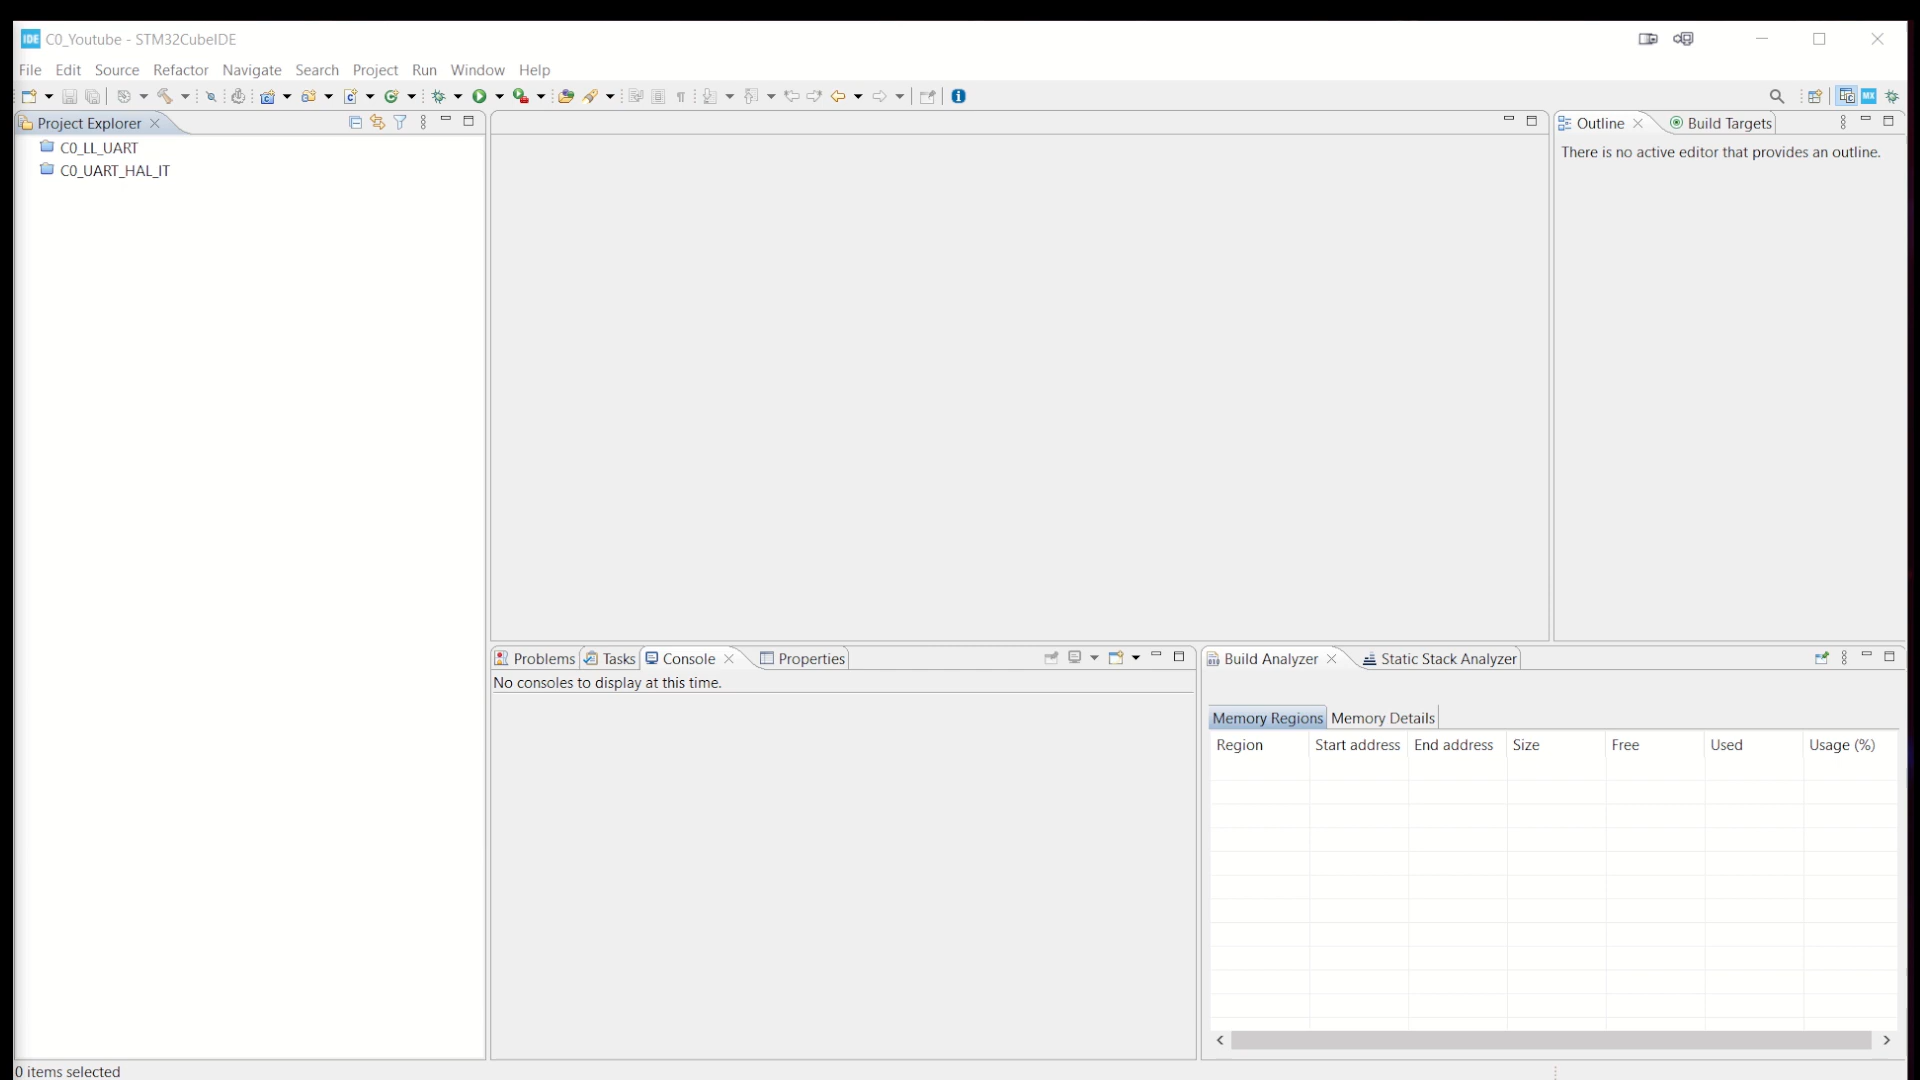 IDE C0_Youtube - STM32CubeIDE
File Edit Source Refactor Navigate Search Project Run Window Help
MX
Project Explorer
C0_LL_UART
C0_UART_HAL_IT
Outline Build Targets
There is no active editor that provides an outline.
Problems Tasks Console Properties
No consoles to display at this time.
Build Analyzer Static Stack Analyzer
Memory Regions Memory Details
Region Start address End address Size Free Used Usage (%)
0 items selected